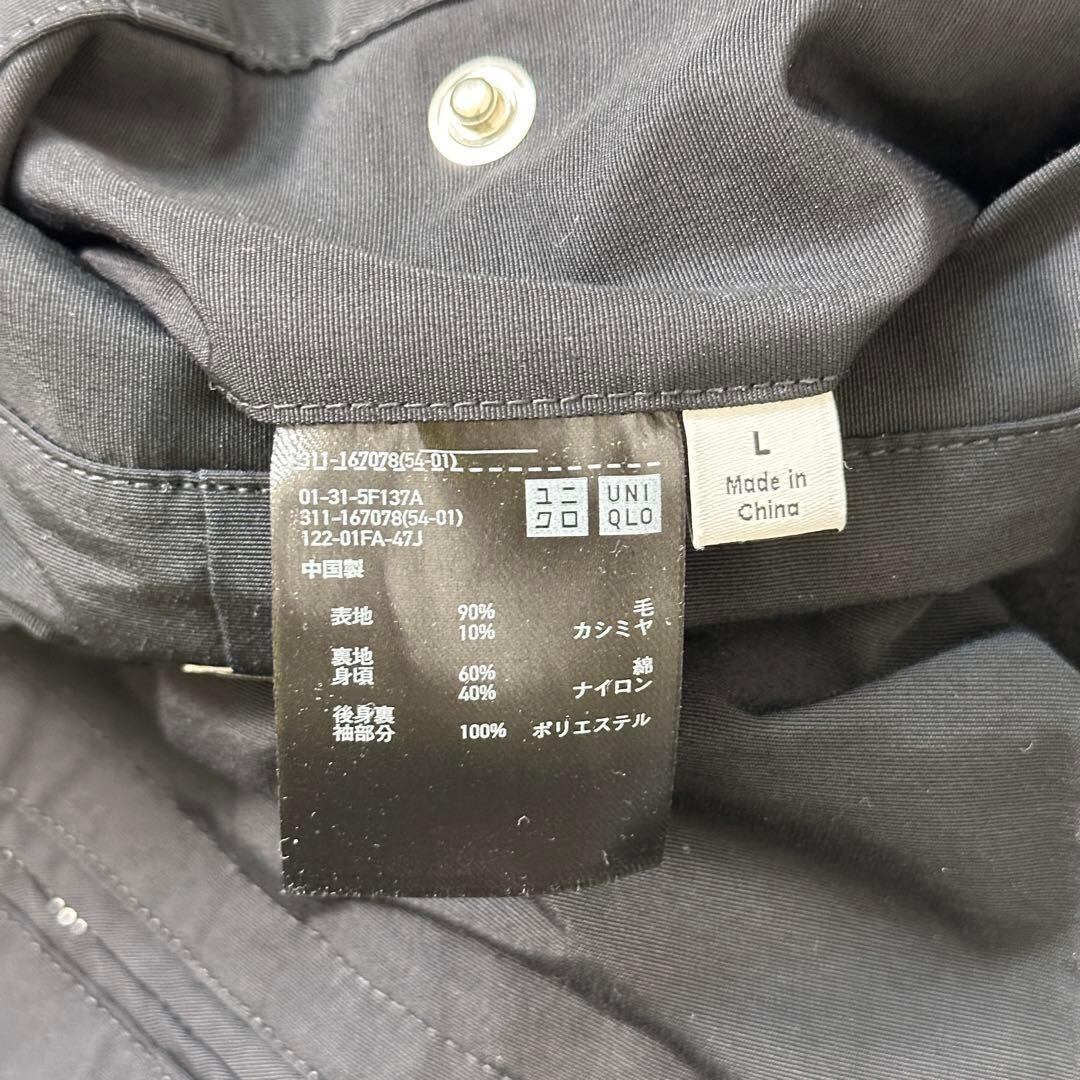 311-167078(54-01)
01-31-5F137A
311-167078(54-01)
122-01FA-47J
中国製
ユニ
クロ
UNI
QLO
L
Made in
China
表地 90% 毛
10% カシミヤ
裏地
身頃 60% 綿
40% ナイロン
後身裏
袖部分 100% ポリエステル